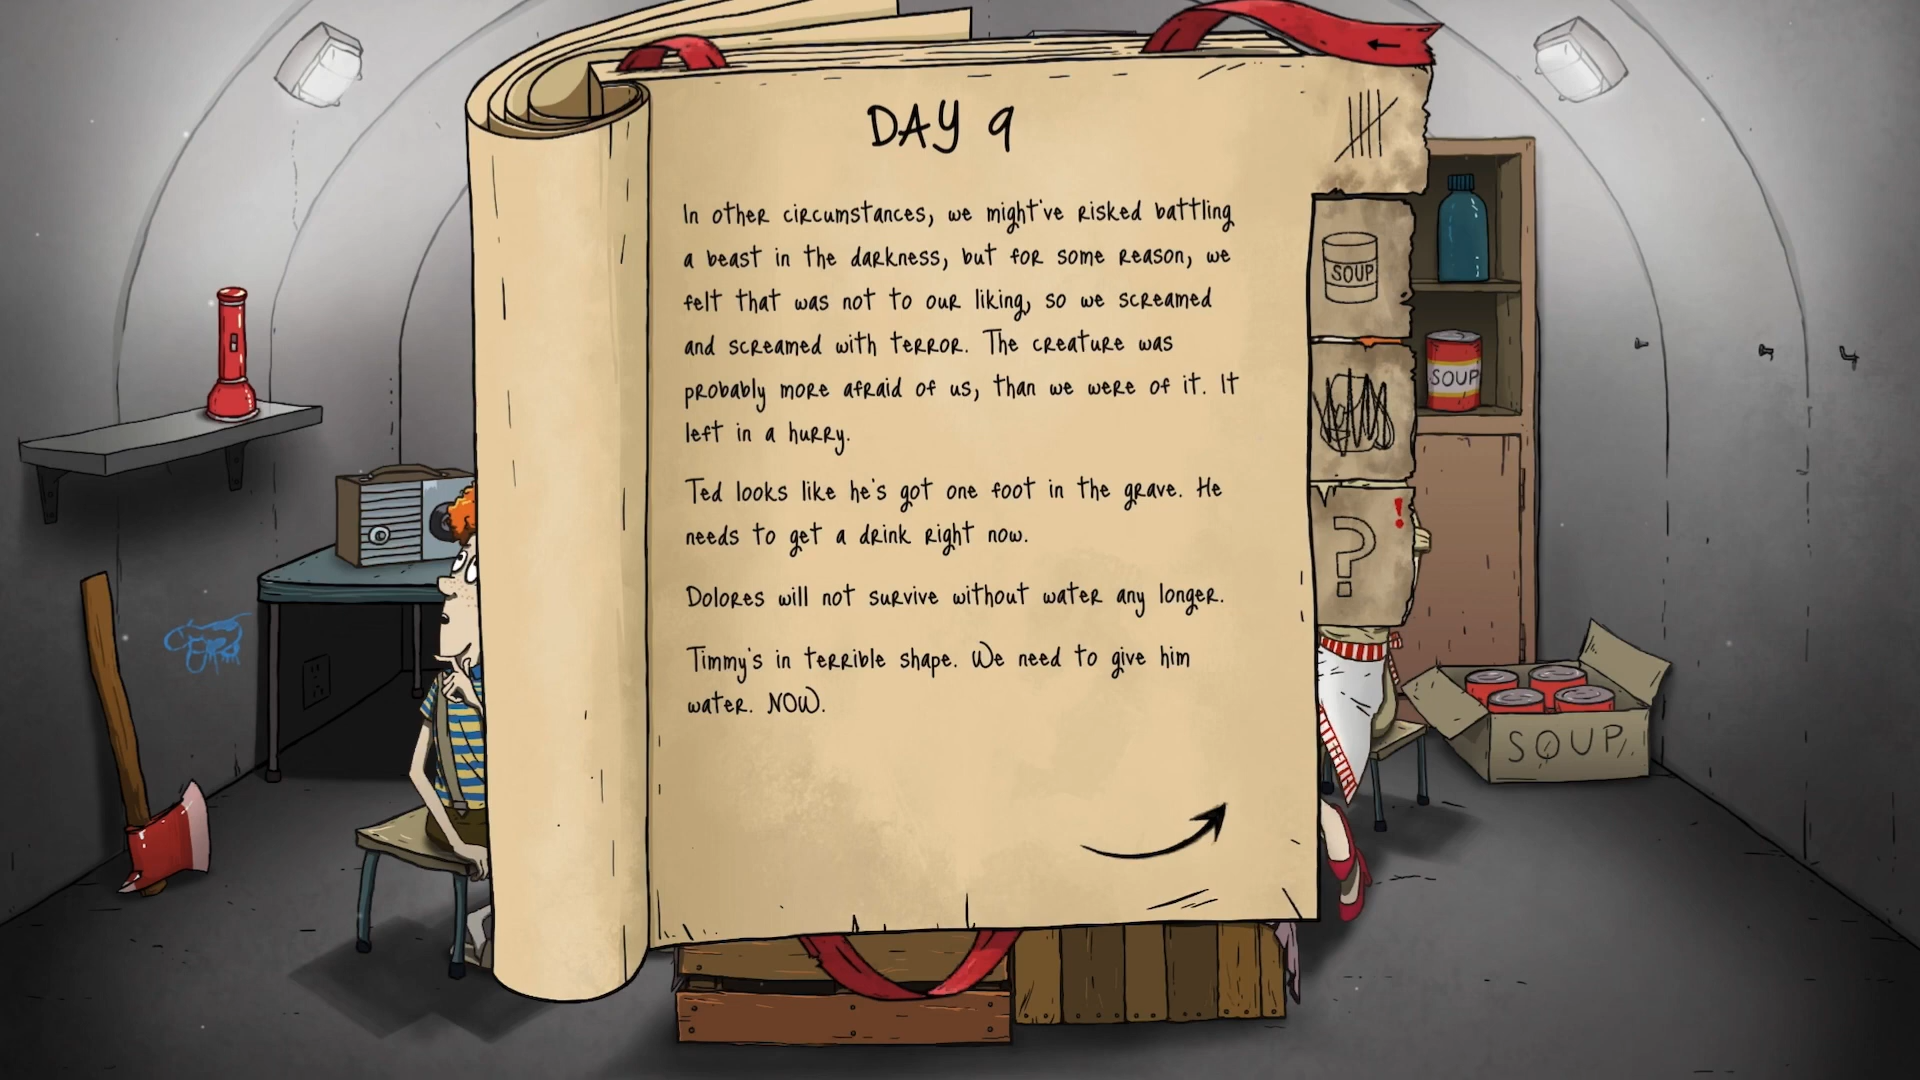 DAY 9
In other circumstances, we might've risked battling
a beast in the darkness, but for some reason, we
felt that was not to our liking, so we screamed
and screamed with terror. The creature was
probably more afraid of us, than we were of it. It
left in a hurry.
Ted looks like he's got one foot in the grave. He
needs to get a drink right now.
Dolores will not survive without water any longer.
Timmy's in terrible shape. We need to give him
water. NOW.
SOUP
?
!
SOUP
SOUP